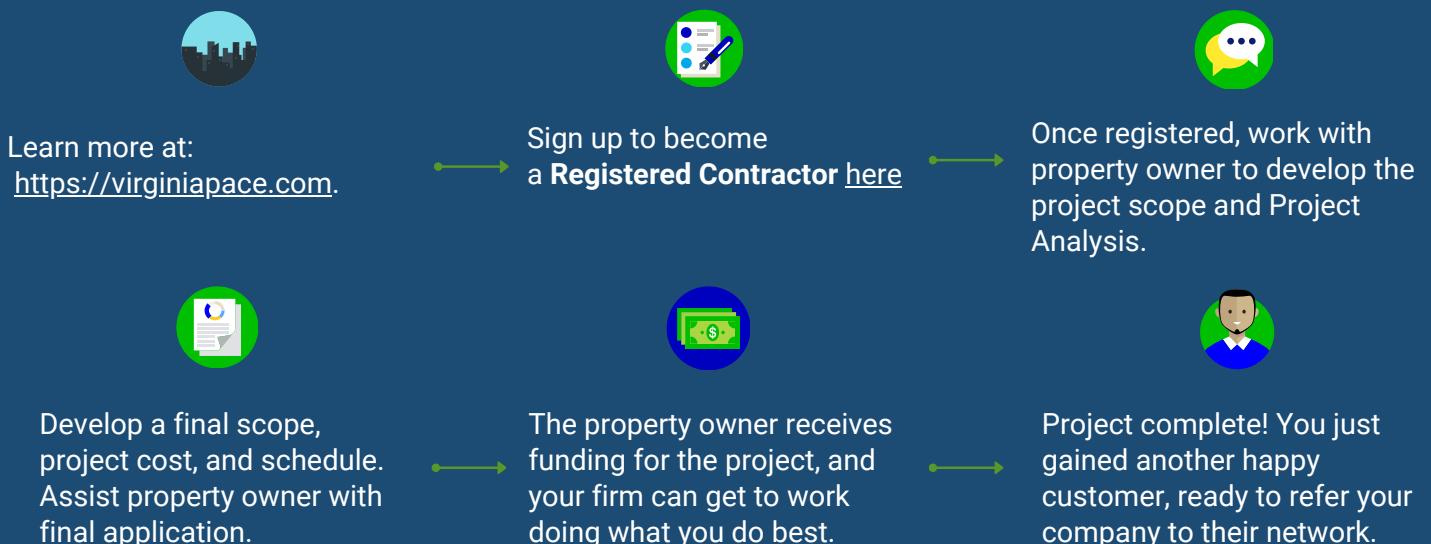 Learn more at:
https://virginiapace.com.
Sign up to become
a Registered Contractor here
Once registered, work with
property owner to develop the
project scope and Project
Analysis.
Develop a final scope,
project cost, and schedule.
Assist property owner with
final application.
The property owner receives
funding for the project, and
your firm can get to work
doing what you do best.
Project complete! You just
gained another happy
customer, ready to refer your
company to their network.